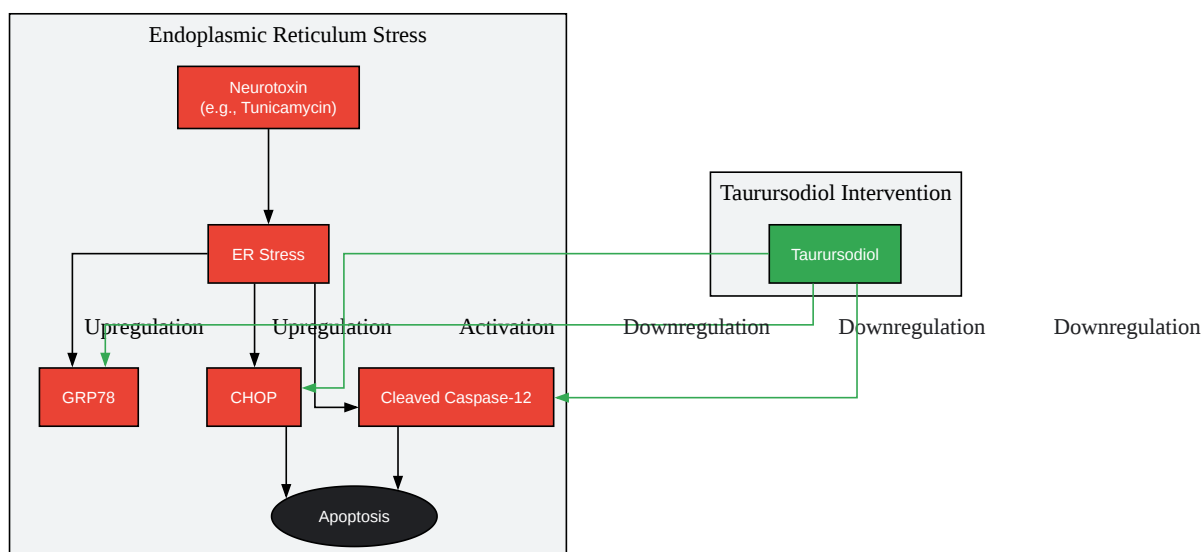 Endoplasmic Reticulum Stress
Neurotoxin
(e.g., Tunicamycin)
Taurursodiol Intervention
ER Stress
Taurursodiol
Upregulation
Upregulation
Activation
Downregulation
Downregulation
Downregulation
GRP78
CHOP
Cleaved Caspase-12
Apoptosis